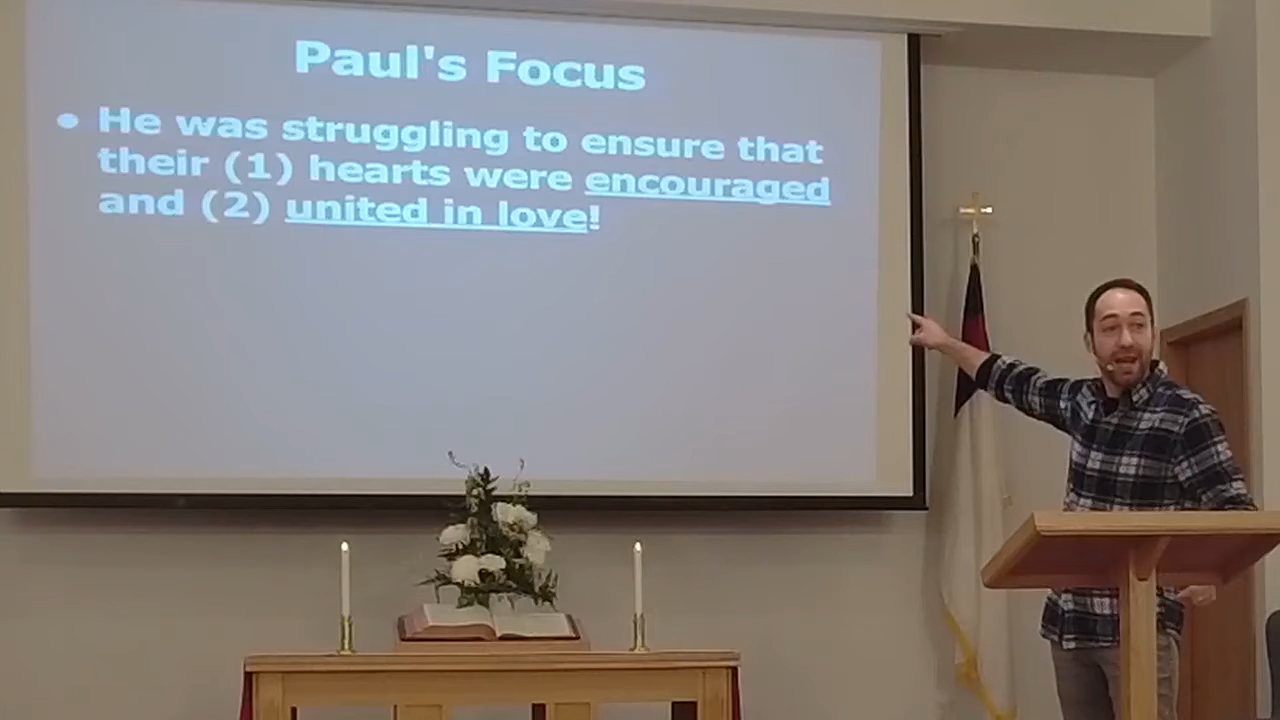 Paul's Focus
• He was struggling to ensure that
their (1) hearts were encouraged
and (2) united in love!